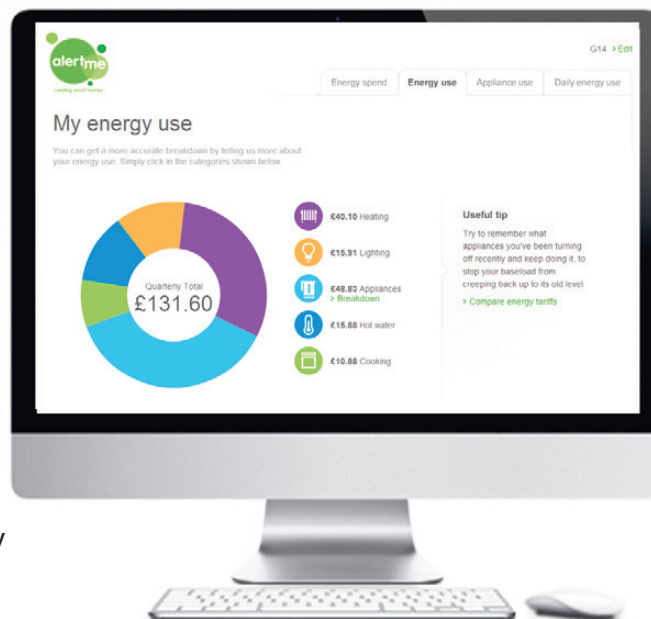 alertme
creating smart homes
G14 > Edit
Energy spend
Energy use
Appliance use
Daily energy use
My energy use
You can get a more accurate breakdown by telling us more about
your energy use. Simply click in the categories shown below.
Quarterly Total
£131.60
£40.10 Heating
£15.91 Lighting
£48.83 Appliances
> Breakdown
£15.88 Hot water
£10.88 Cooking
Useful tip
Try to remember what
appliances you've been turning
off recently and keep doing it, to
stop your baseload from
creeping back up to its old level.
> Compare energy tariffs
y